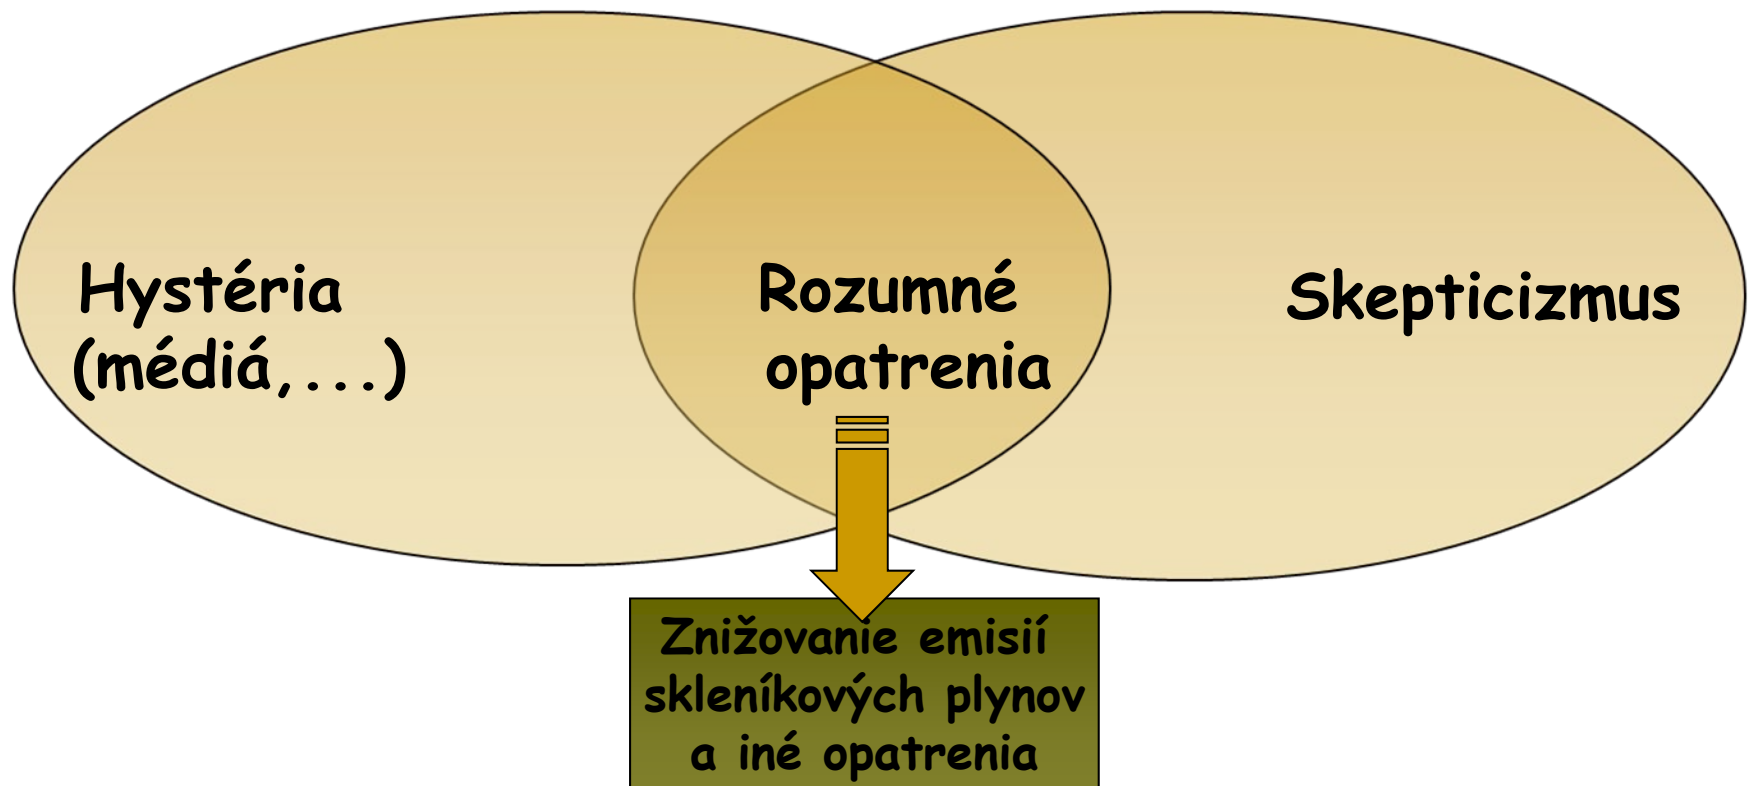 Hystéria
(médiá,...)
Rozumné
opatrenia
Skepticizmus
Znižovanie emisií
skleníkových plynov
a iné opatrenia